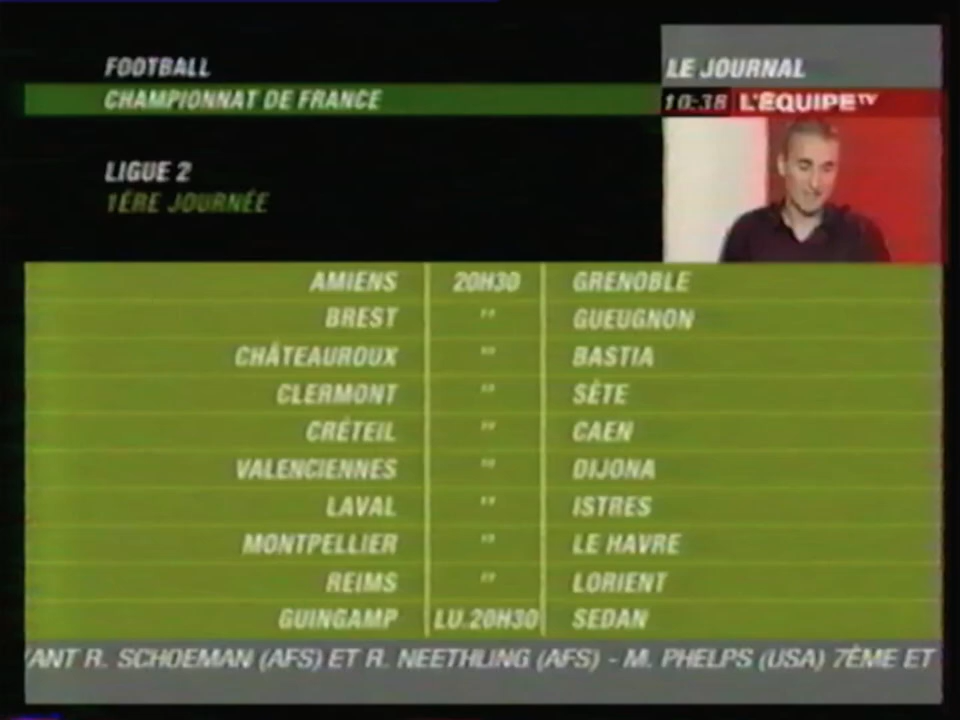 FOOTBALL
CHAMPIONNAT DE FRANCE
LE JOURNAL
10:38 L'ÉQUIPE TV
LIGUE 2
1ÈRE JOURNÉE
AMIENS 20H30 GRENOBLE
BREST " GUEUGNON
CHÂTEAUROUX " BASTIA
CLERMONT " SÈTE
CRÉTEIL " CAEN
VALENCIENNES " DIJONA
LAVAL " ISTRES
MONTPELLIER " LE HAVRE
REIMS " LORIENT
GUINGAMP LU.20H30 SEDAN
ANT R. SCHOEMAN (AFS) ET R. NEETHLING (AFS) - M. PHELPS (USA) 7ÈME ET